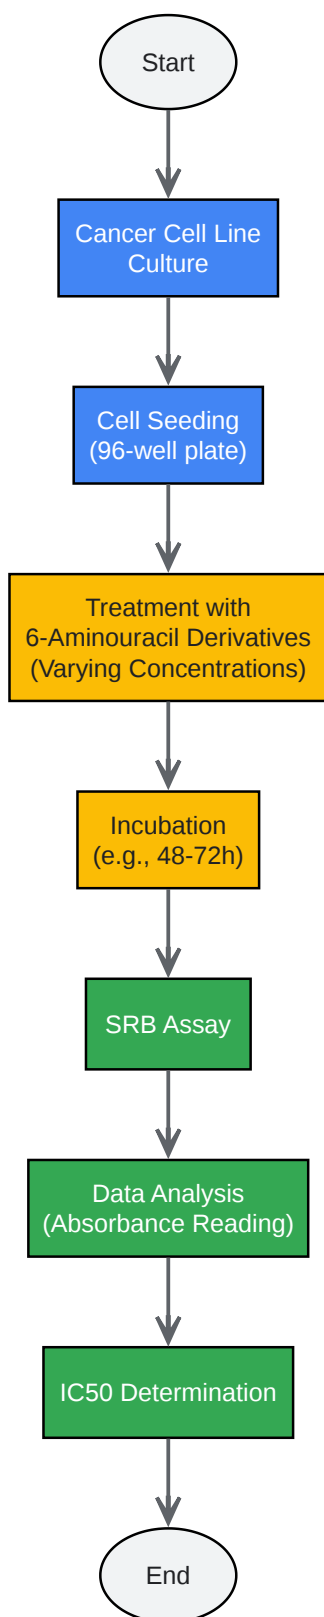 Start
Cancer Cell Line
Culture
Cell Seeding
(96-well plate)
Treatment with
6-Aminouracil Derivatives
(Varying Concentrations)
Incubation
(e.g., 48-72h)
SRB Assay
Data Analysis
(Absorbance Reading)
IC50 Determination
End